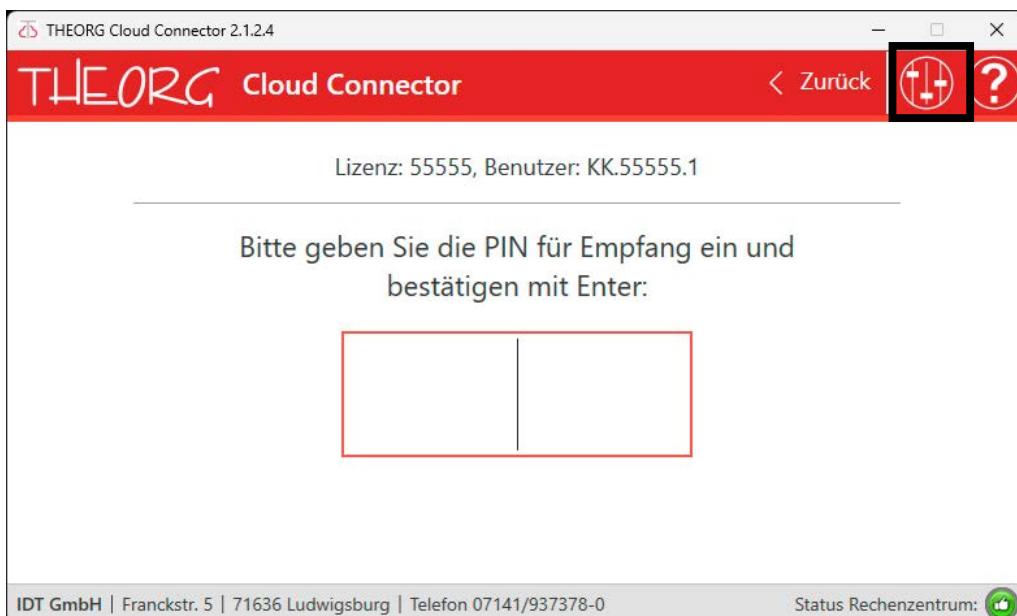 THEORG Cloud Connector 2.1.2.4
THEORG Cloud Connector
Zurück
?
Lizenz: 55555, Benutzer: KK.55555.1
Bitte geben Sie die PIN für Empfang ein und
bestätigen mit Enter:
IDT GmbH | Franckstr. 5 | 71636 Ludwigsburg | Telefon 07141/937378-0
Status Rechenzentrum: